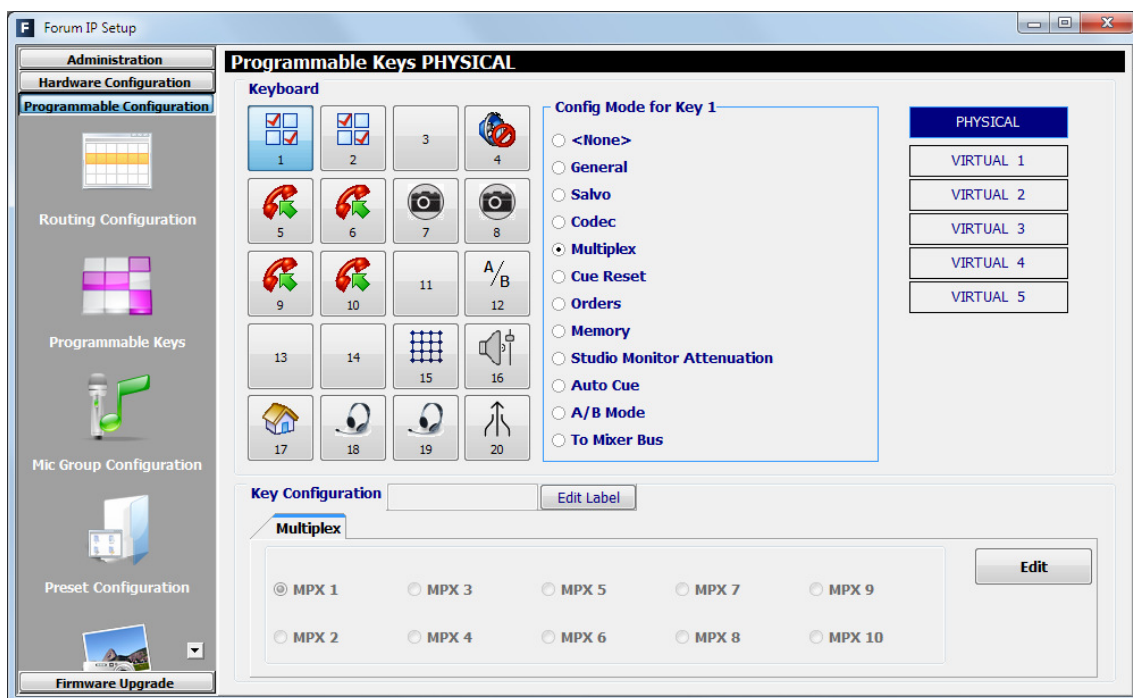 Forum IP Setup
Administration
Hardware Configuration
Programmable Configuration
Routing Configuration
Programmable Keys
Mic Group Configuration
Preset Configuration
Firmware Upgrade
Programmable Keys PHYSICAL
Keyboard
1 2 3 4
5 6 7 8
9 10 11 A/B 12
13 14 15 16
17 18 19 20
Config Mode for Key 1
<None>
General
Salvo
Codec
Multiplex
Cue Reset
Orders
Memory
Studio Monitor Attenuation
Auto Cue
A/B Mode
To Mixer Bus
PHYSICAL
VIRTUAL 1
VIRTUAL 2
VIRTUAL 3
VIRTUAL 4
VIRTUAL 5
Key Configuration Edit Label
Multiplex
MPX 1 MPX 3 MPX 5 MPX 7 MPX 9
MPX 2 MPX 4 MPX 6 MPX 8 MPX 10
Edit